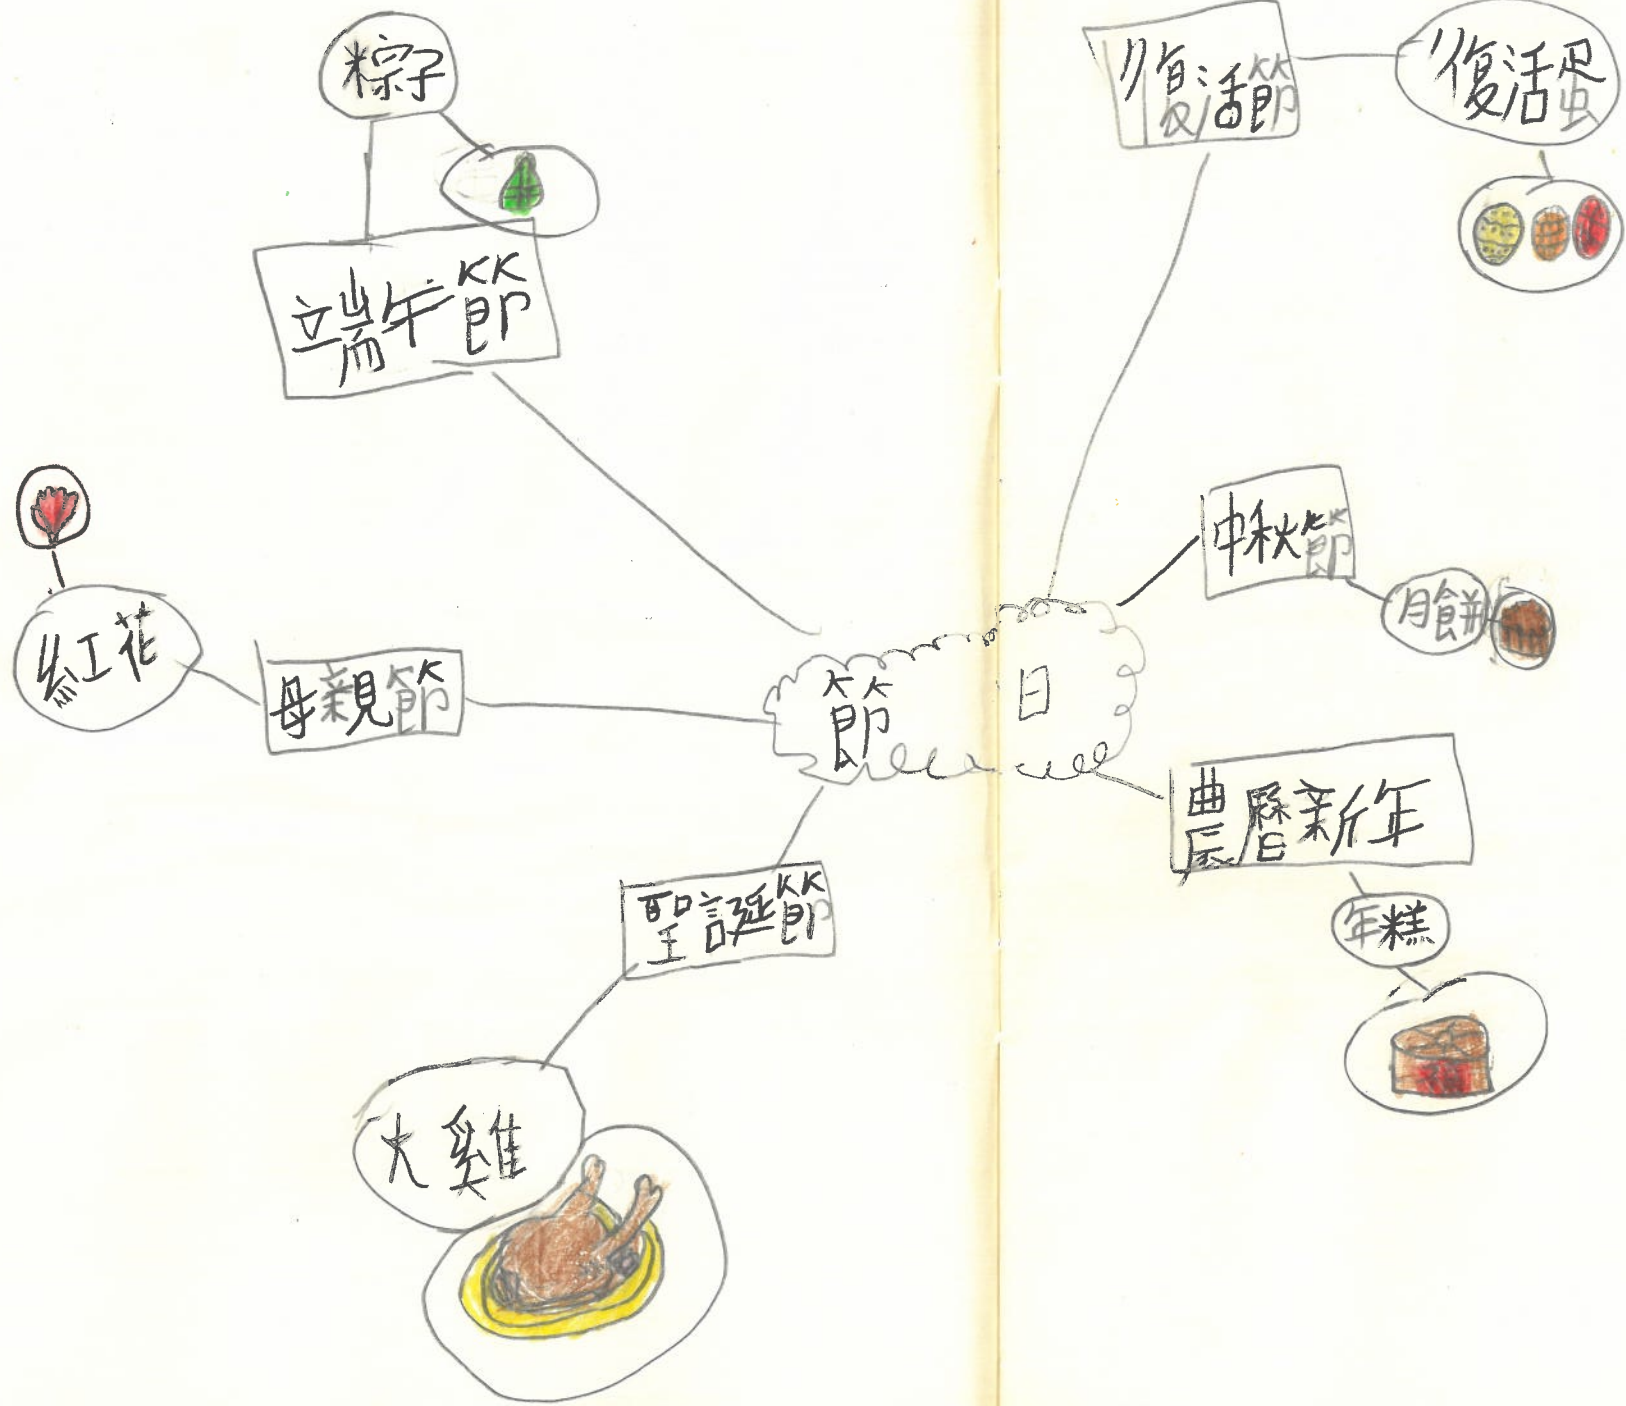 粽子
端午節
復活節
復活蛋
中秋節
月餅
紅花
母親節
節日
農曆新年
年糕
聖誕節
火雞